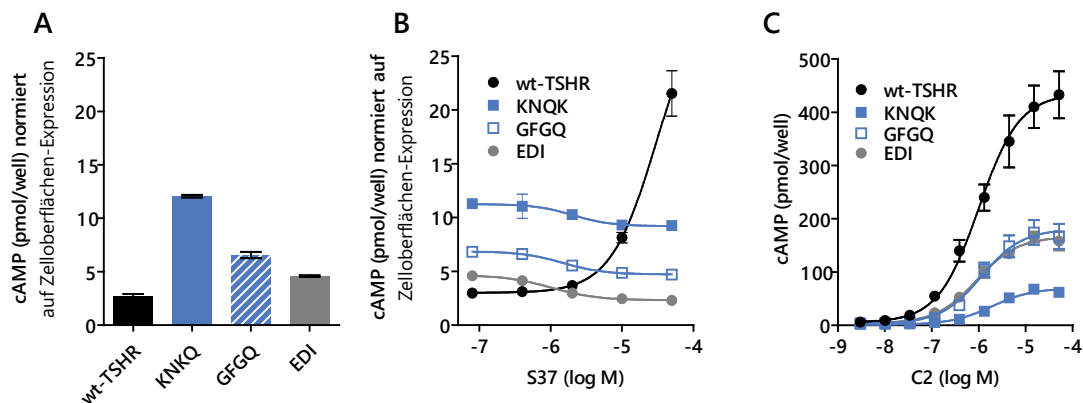 A
cAMP (pmol/well) normiert
auf Zelloberflächen-Expression
25
20
15
10
5
0
wt-TSHR
KNKQ
GFGQ
EDI
B
cAMP (pmol/well) normiert auf
Zelloberflächen-Expression
25
20
15
10
5
0
wt-TSHR
KNQK
GFGQ
EDI
-7
-6
-5
-4
S37 (log M)
C
cAMP (pmol/well)
500
400
300
200
100
0
wt-TSHR
KNQK
GFGQ
EDI
-9
-8
-7
-6
-5
-4
C2 (log M)